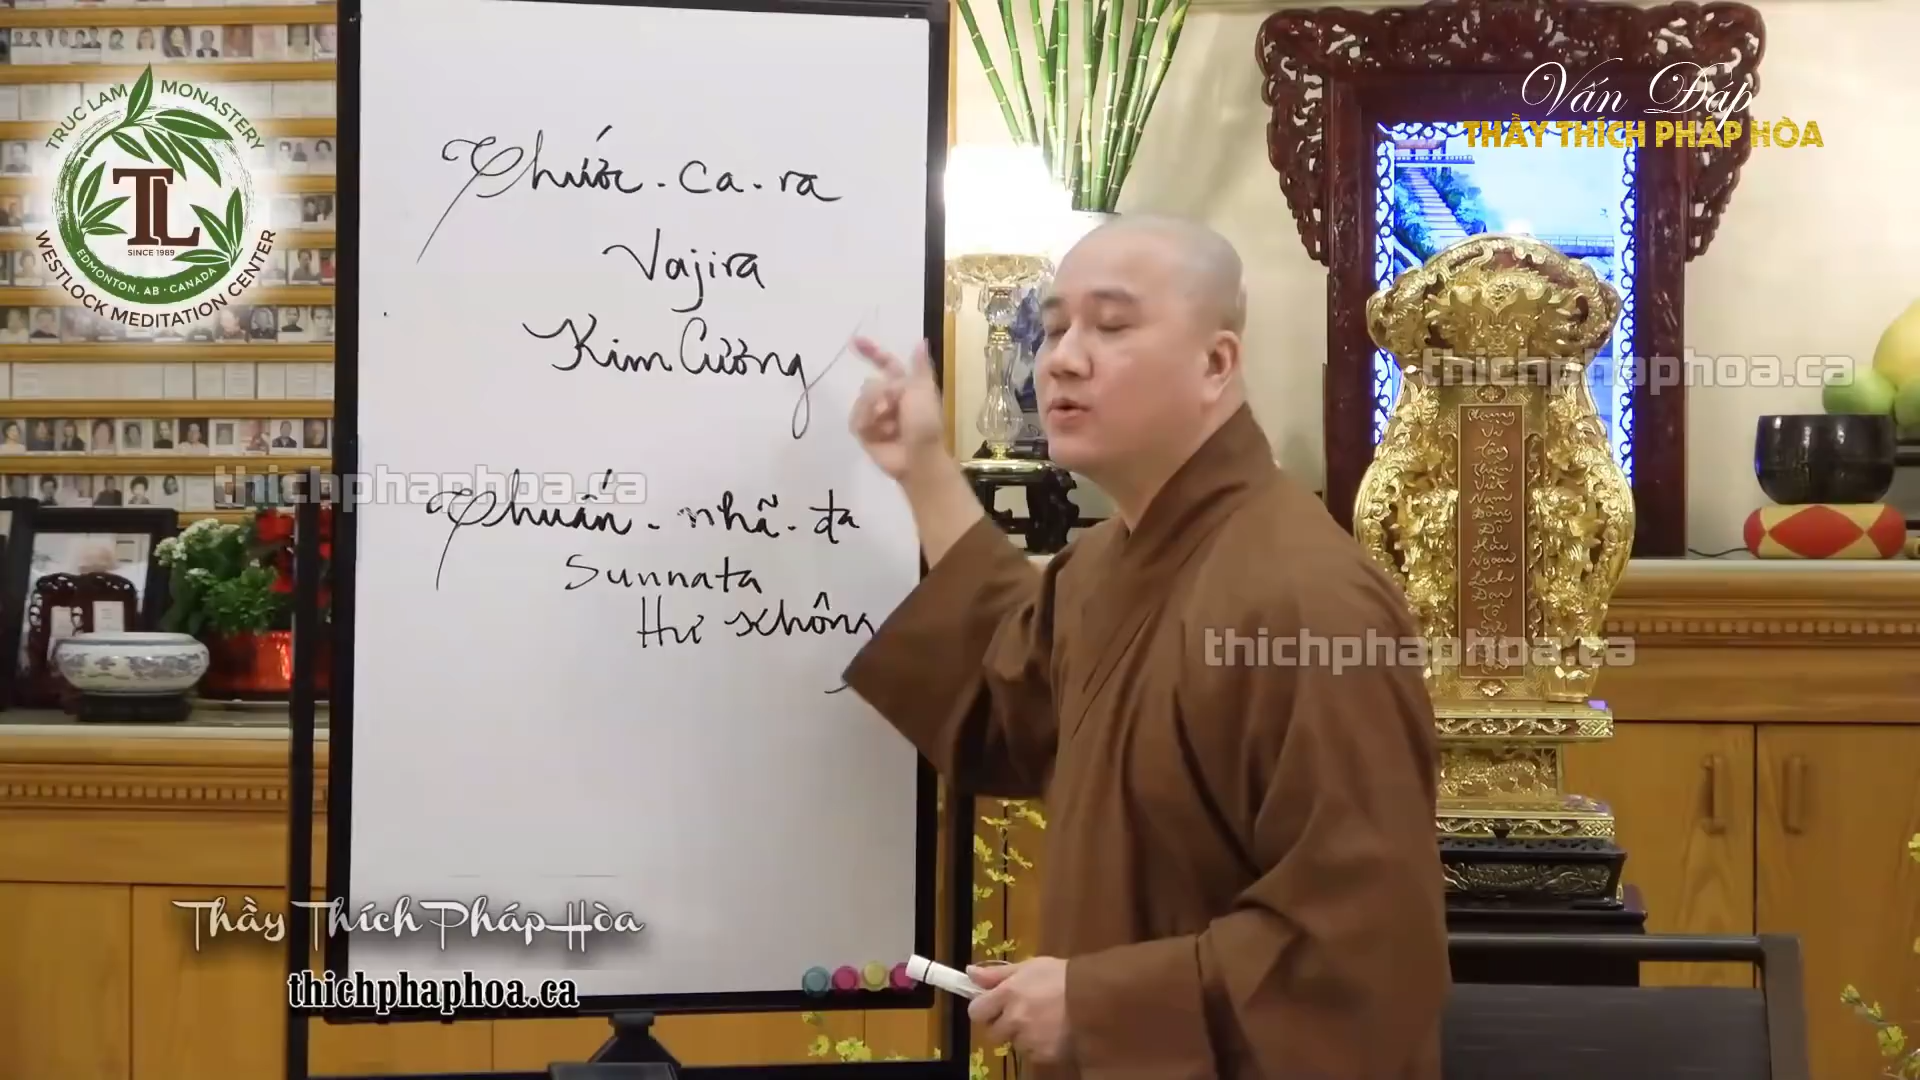 TRUC LAM MONASTERY
TL
SINCE 1989
EDMONTON, AB · CANADA
WESTLOCK MEDITATION CENTER
Vấn Đáp
THẦY THÍCH PHÁP HÒA
Phước - ca - ra
Vajira
Kim Cương
thichphaphoa.ca
thichphaphoa.ca
Phuấn - nhã - đa
Sunnata
Hư không
thichphaphoa.ca
Thầy Thích Pháp Hòa
thichphaphoa.ca